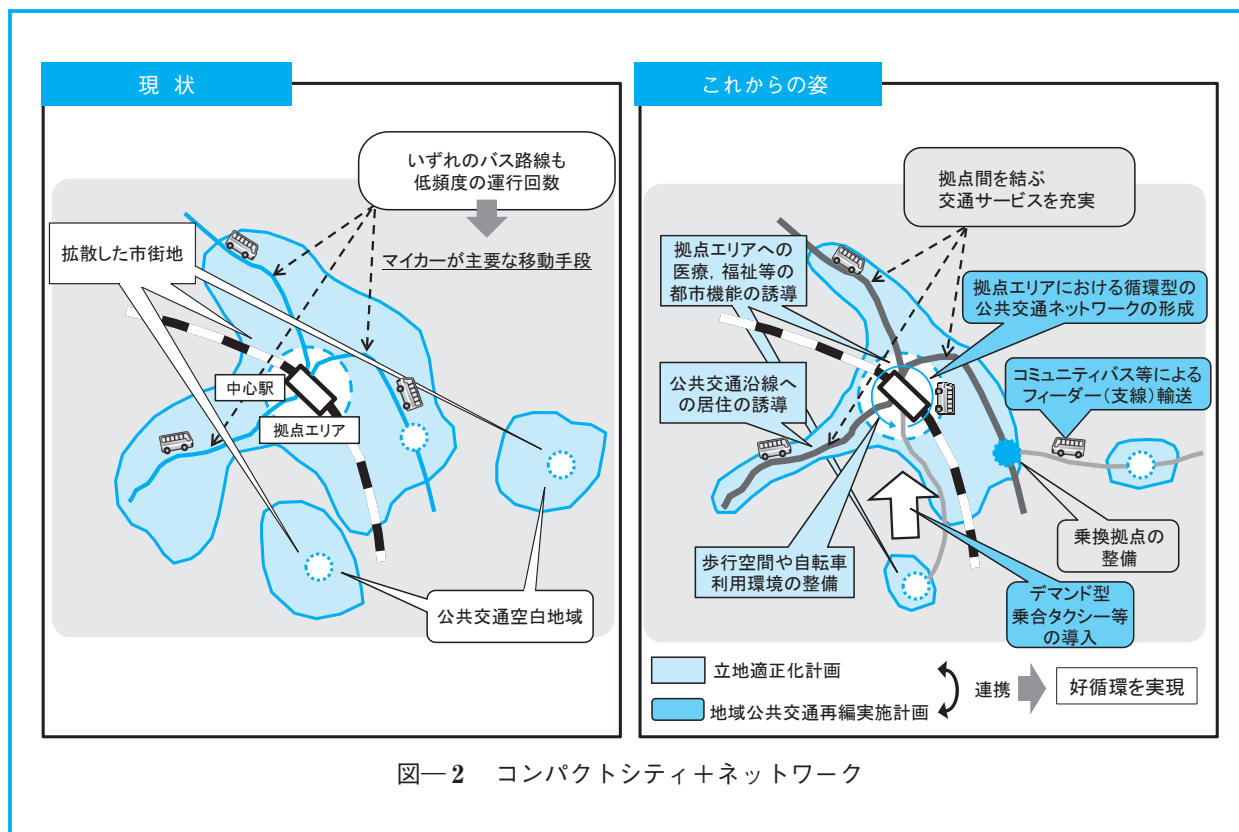 現 状
いずれのバス路線も
低頻度の運行回数
マイカーが主要な移動手段
拡散した市街地
中心駅
拠点エリア
公共交通空白地域
これからの姿
拠点間を結ぶ
交通サービスを充実
拠点エリアへの
医療，福祉等の
都市機能の誘導
拠点エリアにおける循環型の
公共交通ネットワークの形成
公共交通沿線へ
の居住の誘導
コミュニティバス等による
フィーダー（支線）輸送
歩行空間や自転車
利用環境の整備
乗換拠点の
整備
デマンド型
乗合タクシー等
の導入
立地適正化計画
地域公共交通再編実施計画
連携
好循環を実現
図―2　コンパクトシティ＋ネットワーク